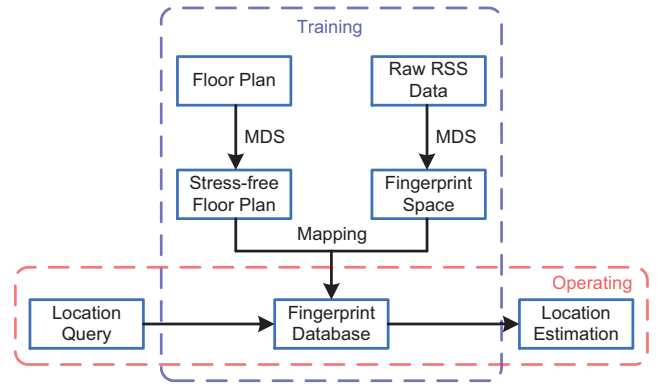 Training
Floor Plan
Raw RSS
Data
MDS
MDS
Stress-free
Floor Plan
Fingerprint
Space
Mapping
Operating
Location
Query
Fingerprint
Database
Location
Estimation